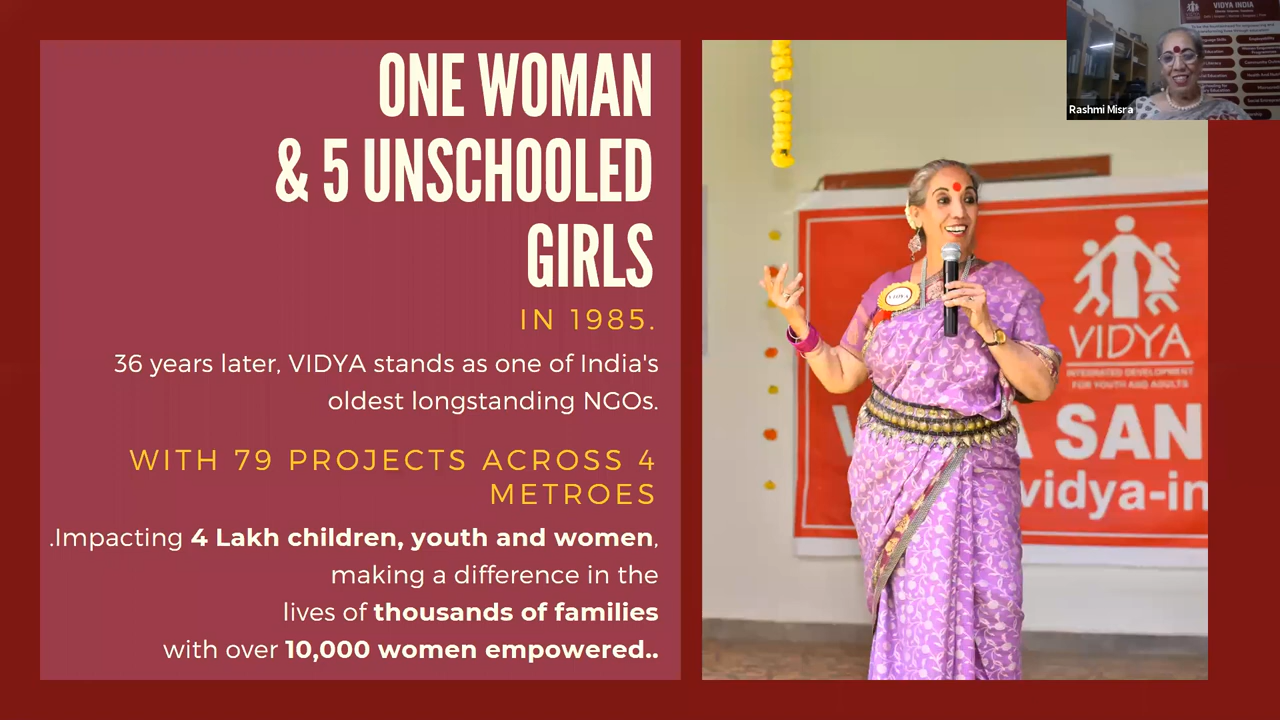 ONE WOMAN
& 5 UNSCHOOLED
GIRLS
IN 1985.
36 years later, VIDYA stands as one of India's
oldest longstanding NGOs.
WITH 79 PROJECTS ACROSS 4
METROES
.Impacting 4 Lakh children, youth and women,
making a difference in the
lives of thousands of families
with over 10,000 women empowered..
VIDYA INDIA
Rashmi Misra
VIDYA
VIDYA
INTEGRATED DEVELOPMENT
FOR YOUTH AND ADULTS
SAN
vidya-in